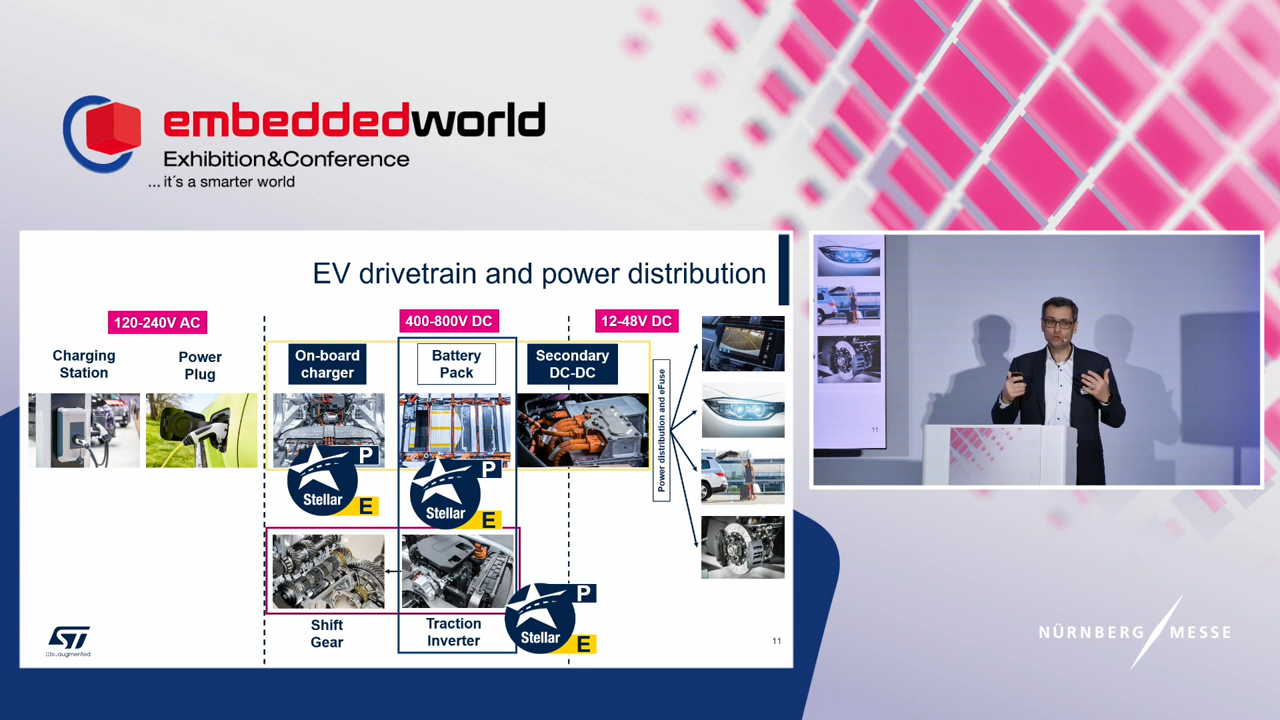 embeddedworld
Exhibition&Conference
... it´s a smarter world
EV drivetrain and power distribution
120-240V AC
400-800V DC
12-48V DC
Charging
Station
Power
Plug
On-board
charger
Battery
Pack
Secondary
DC-DC
Power distribution and eFuse
P
Stellar
E
P
Stellar
E
Shift
Gear
Traction
Inverter
P
Stellar
E
ST
life.augmented
11
11
NÜRNBERG MESSE